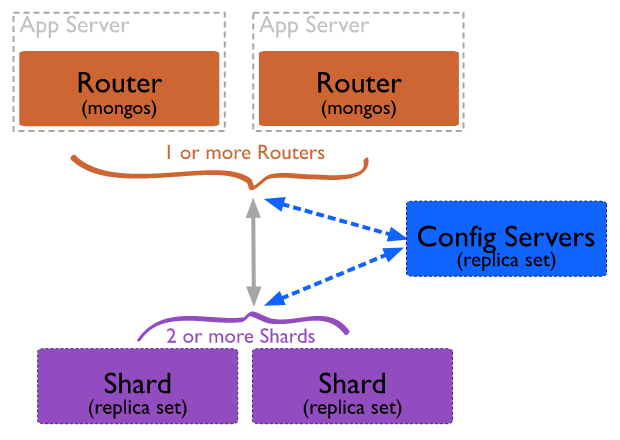 App Server
App Server
Router
(mongos)
Router
(mongos)
1 or more Routers
Config Servers
(replica set)
2 or more Shards
Shard
(replica set)
Shard
(replica set)